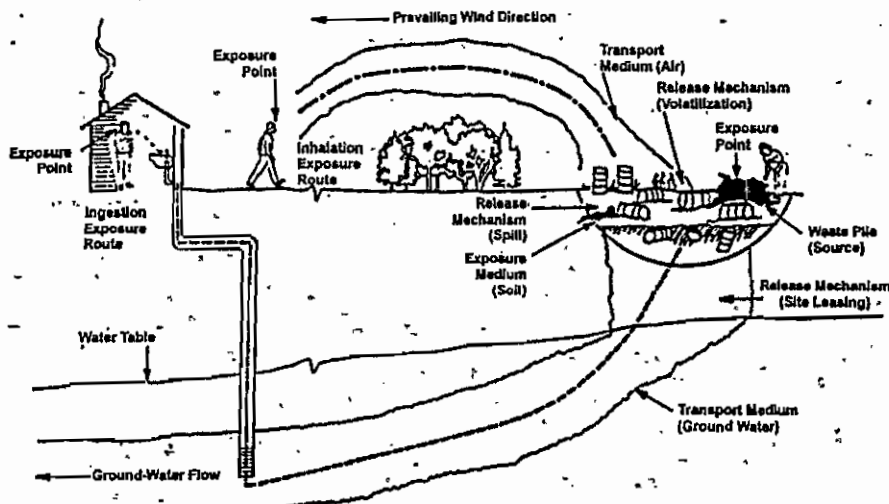 Prevailing Wind Direction
Exposure
Point
Transport
Medium (Air)
Release Mechanism
(Volatilization)
Exposure
Point
Exposure
Point
Inhalation
Exposure
Route
Ingestion
Exposure
Route
Release
Mechanism
(Spill)
Waste Pile
(Source)
Exposure
Medium
(Soil)
Release Mechanism
(Site Leasing)
Water Table
Transport Medium
(Ground Water)
Ground-Water Flow